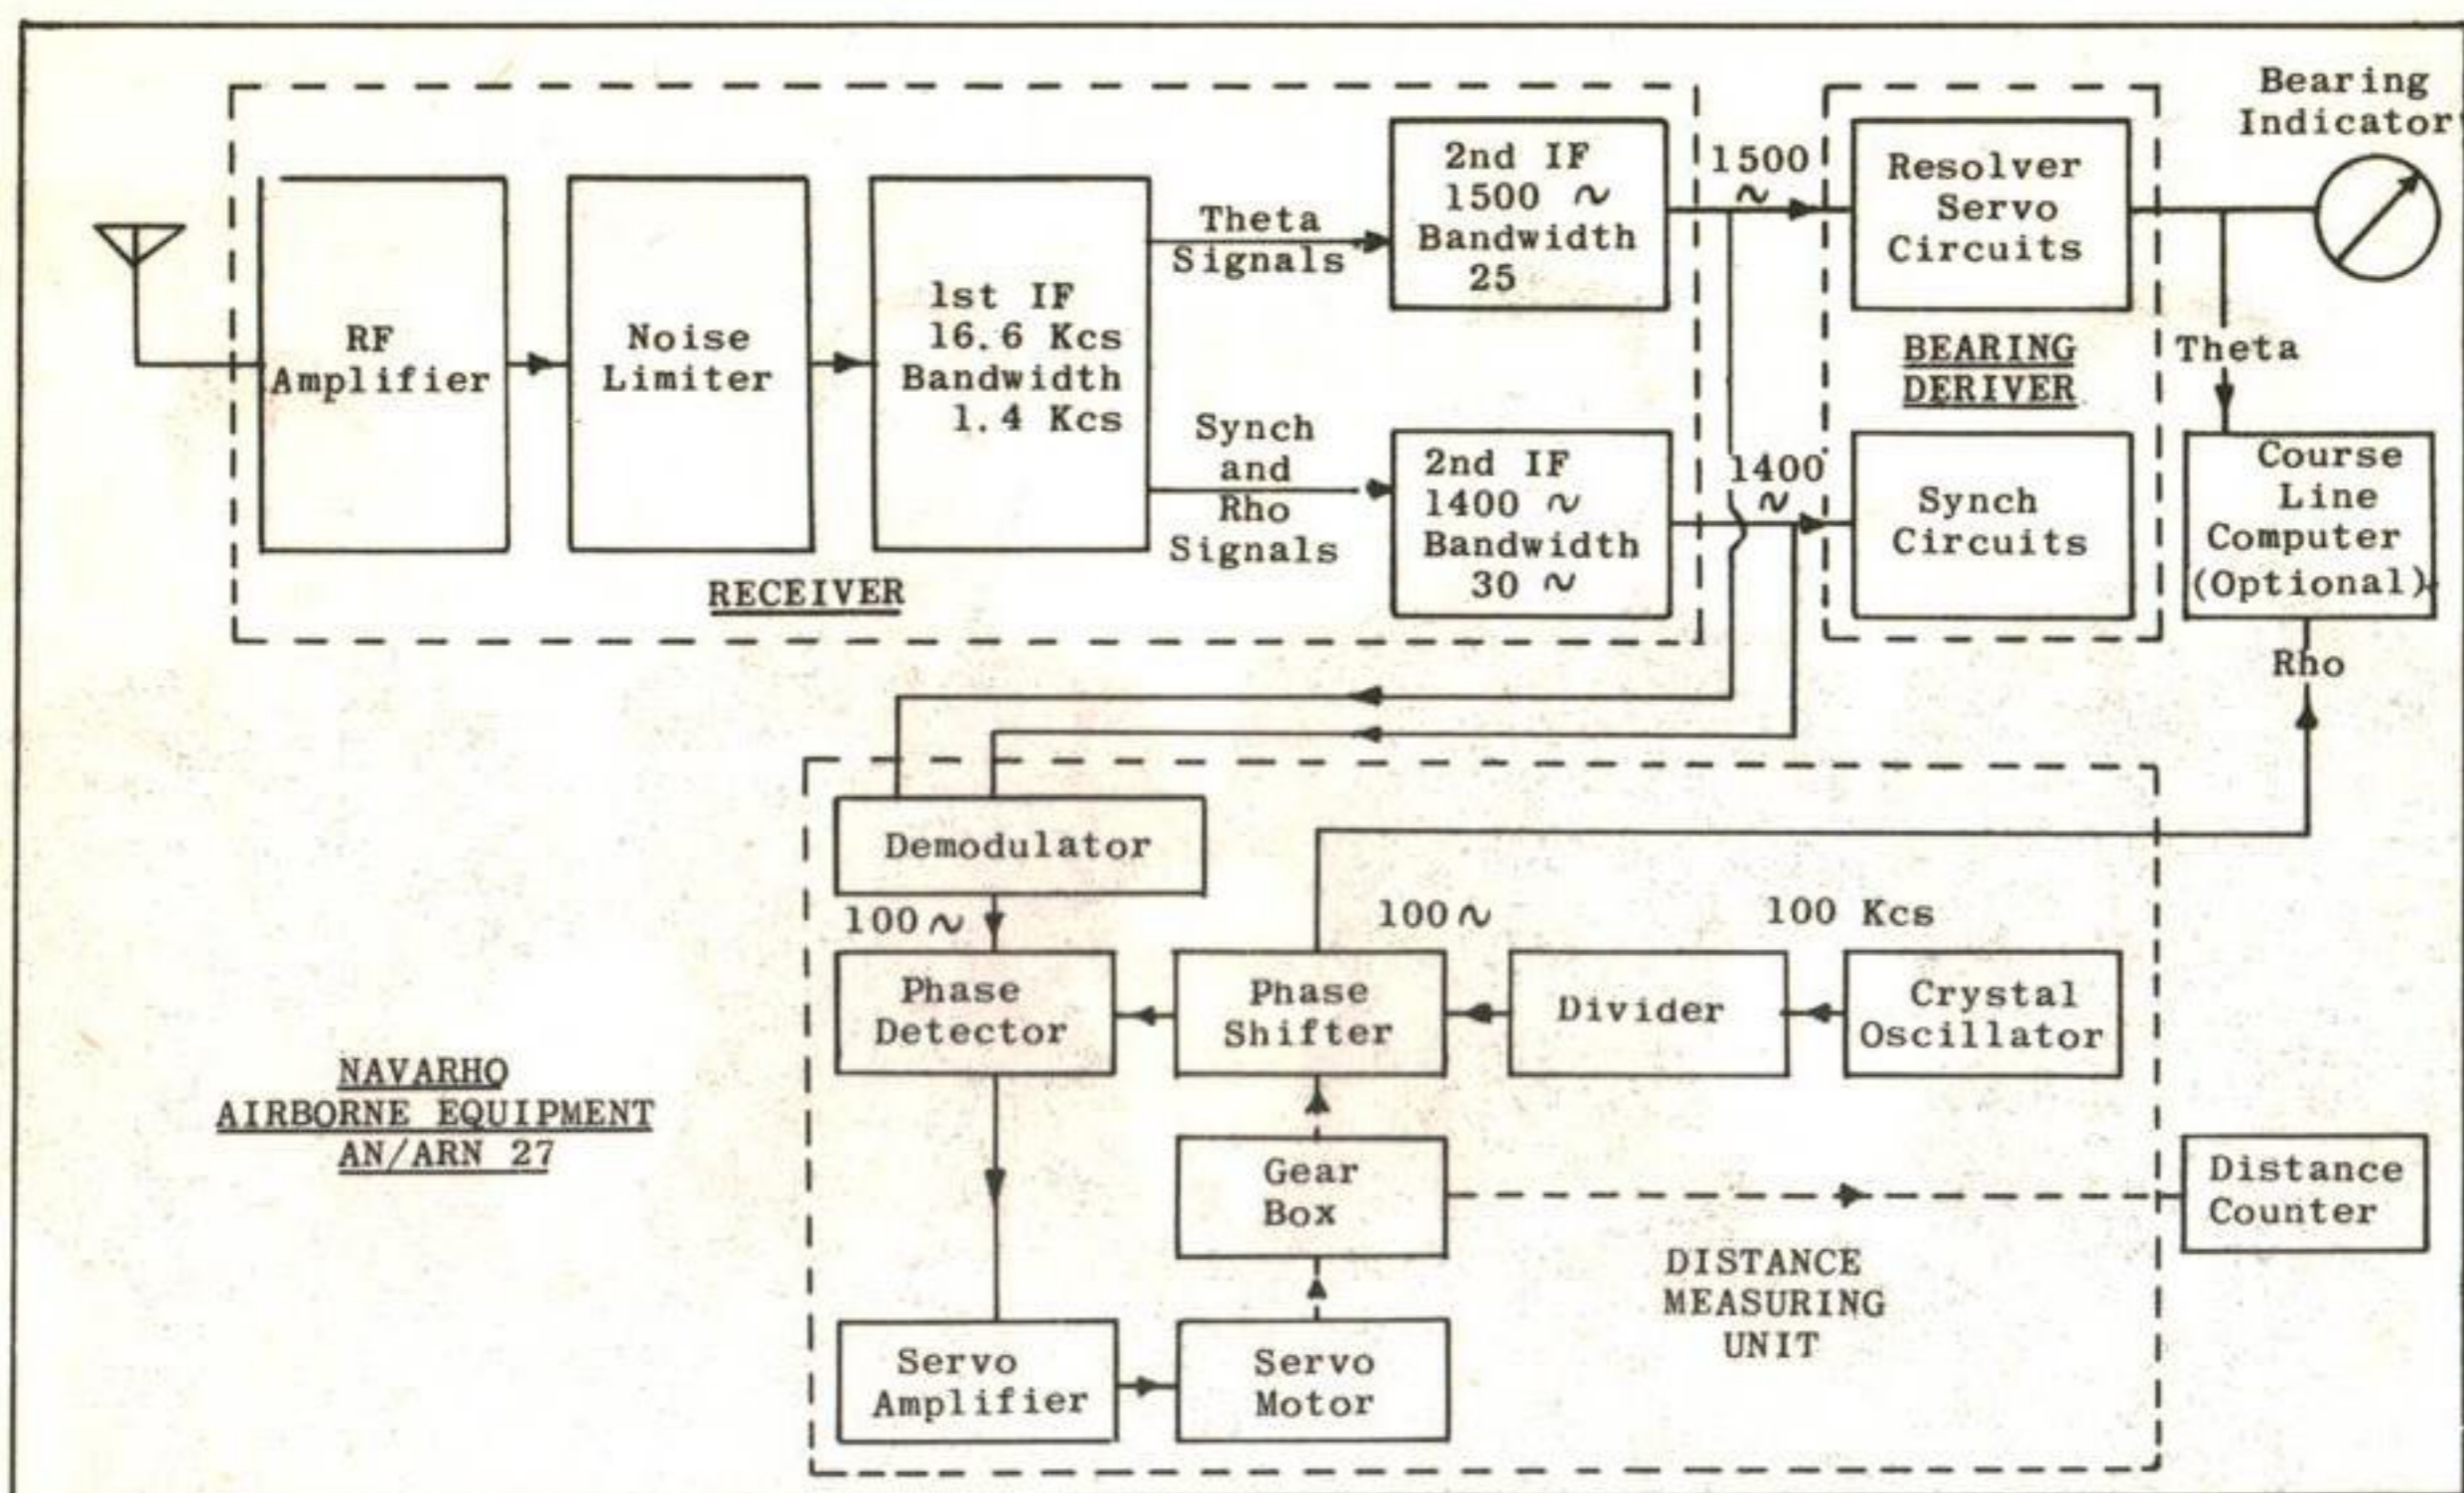 Bearing
Indicator
2nd IF
1500 ~
Bandwidth
25
1500
~
Resolver
Servo
Circuits
Theta
Signals
1st IF
16.6 Kcs
Bandwidth
1.4 Kcs
RF
Amplifier
Noise
Limiter
BEARING
DERIVER
Theta
Synch
and
Rho
Signals
2nd IF
1400 ~
Bandwidth
30 ~
1400
~
Synch
Circuits
Course
Line
Computer
(Optional)
RECEIVER
Rho
Demodulator
100~
100~
100 Kcs
Phase
Detector
Phase
Shifter
Divider
Crystal
Oscillator
NAVARHO
AIRBORNE EQUIPMENT
AN/ARN 27
Gear
Box
Distance
Counter
DISTANCE
MEASURING
UNIT
Servo
Amplifier
Servo
Motor